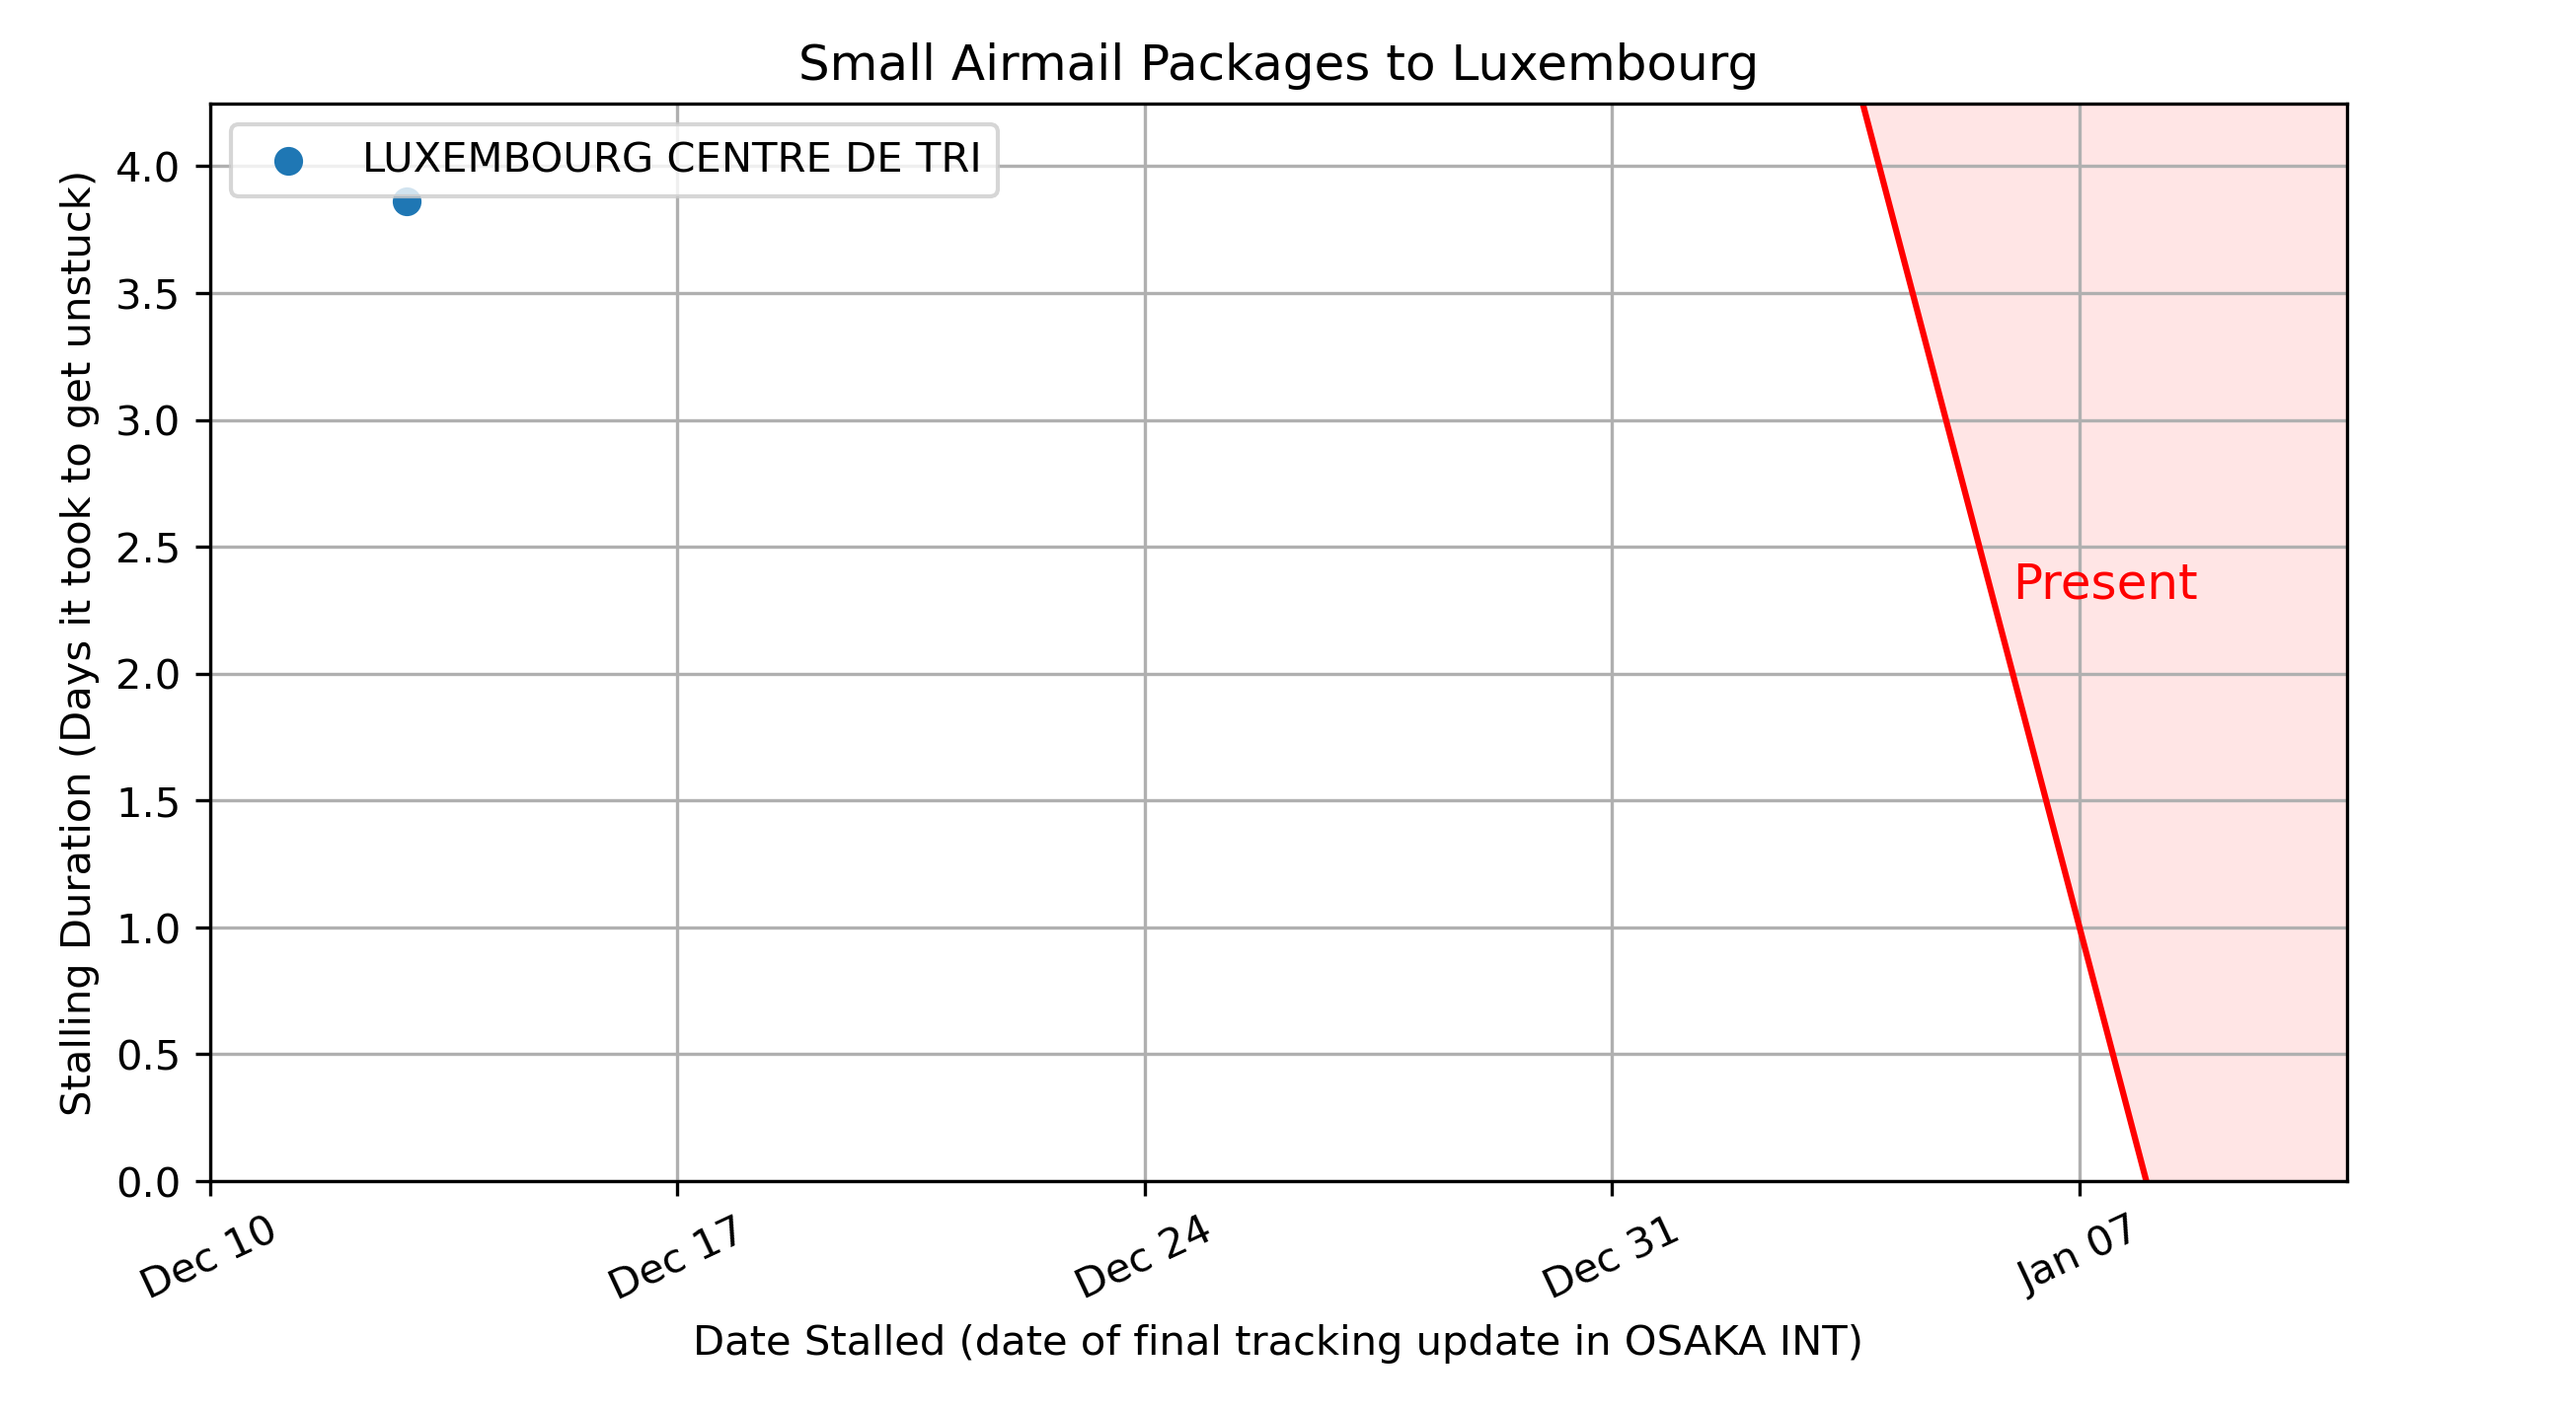 Small Airmail Packages to Luxembourg
LUXEMBOURG CENTRE DE TRI
Stalling Duration (Days it took to get unstuck)
4.0
3.5
3.0
2.5
2.0
1.5
1.0
0.5
0.0
Present
Dec 10
Dec 17
Dec 24
Dec 31
Jan 07
Date Stalled (date of final tracking update in OSAKA INT)